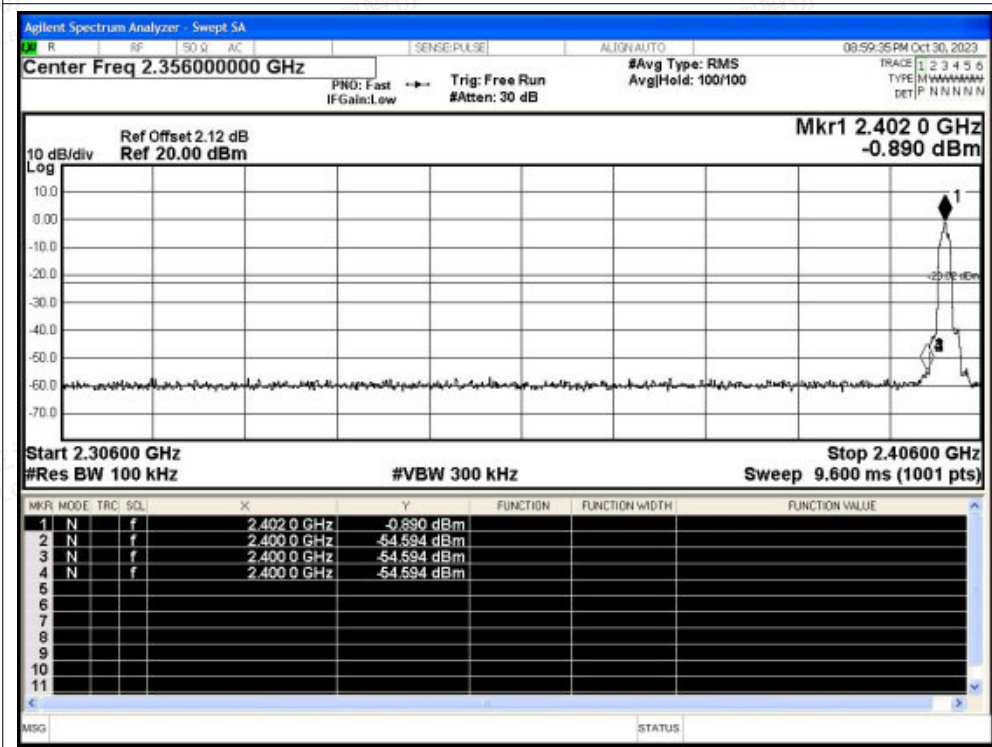 Agilent Spectrum Analyzer - Swept SA
R RF 50 Ω AC SENSE:PULSE ALIGN AUTO 08:59:35 PM Oct 30, 2023
Center Freq 2.356000000 GHz
PNO: Fast
IFGain:Low
Trig: Free Run
#Atten: 30 dB
#Avg Type: RMS
Avg|Hold: 100/100
TRACE 1 2 3 4 5 6
TYPE M
DET P N N N N N
Ref Offset 2.12 dB
10 dB/div Ref 20.00 dBm
Log
Mkr1 2.402 0 GHz
-0.890 dBm
10.0
0.00
-10.0
-20.0
-30.0
-40.0
-50.0
-60.0
-70.0
1
Start 2.30600 GHz Stop 2.40600 GHz
#Res BW 100 kHz #VBW 300 kHz Sweep 9.600 ms (1001 pts)
MKR MODE TRC SCL X Y FUNCTION FUNCTION WIDTH FUNCTION VALUE
1 N f 2.402 0 GHz -0.890 dBm
2 N f 2.400 0 GHz -54.594 dBm
3 N f 2.400 0 GHz -54.594 dBm
4 N f 2.400 0 GHz -54.594 dBm
5
6
7
8
9
10
11
MSG STATUS